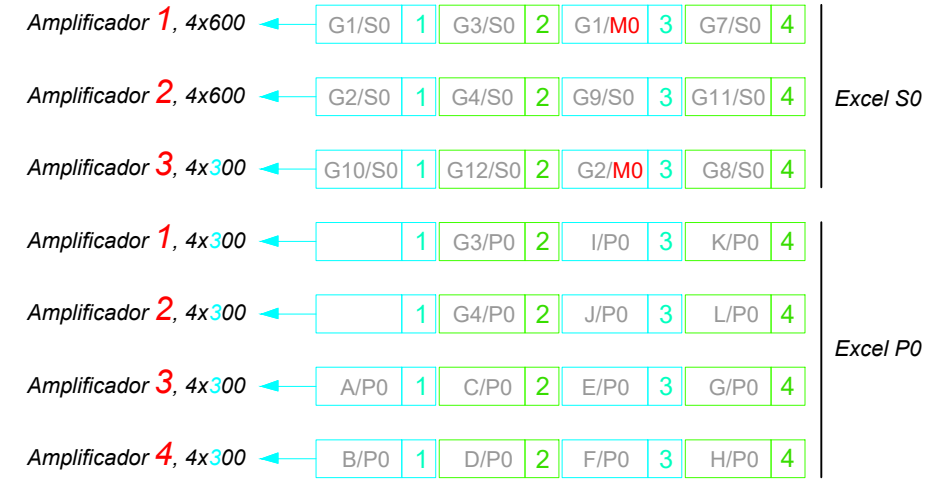 Amplificador 1, 4x600 G1/S0 1 G3/S0 2 G1/M0 3 G7/S0 4
Amplificador 2, 4x600 G2/S0 1 G4/S0 2 G9/S0 3 G11/S0 4
Excel S0
Amplificador 3, 4x300 G10/S0 1 G12/S0 2 G2/M0 3 G8/S0 4
Amplificador 1, 4x300 1 G3/P0 2 I/P0 3 K/P0 4
Amplificador 2, 4x300 1 G4/P0 2 J/P0 3 L/P0 4
Excel P0
Amplificador 3, 4x300 A/P0 1 C/P0 2 E/P0 3 G/P0 4
Amplificador 4, 4x300 B/P0 1 D/P0 2 F/P0 3 H/P0 4